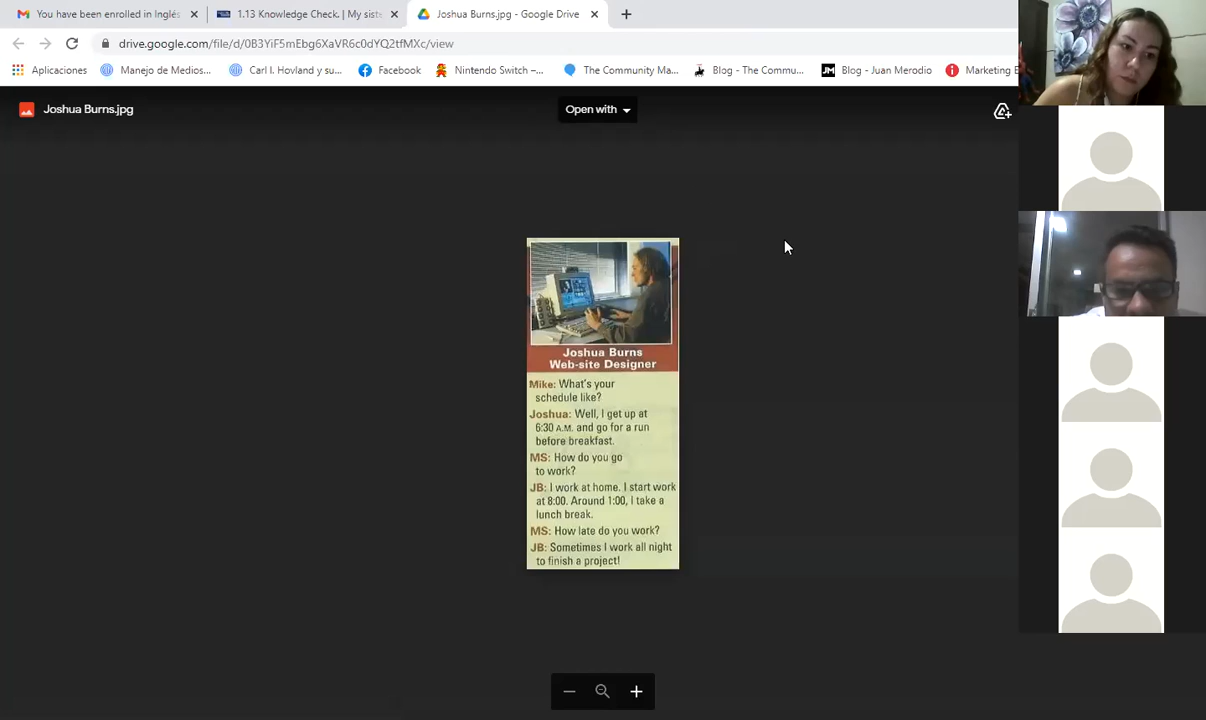 You have been enrolled in Inglés
1.13 Knowledge Check. | My sist
Joshua Burns.jpg - Google Drive
drive.google.com/file/d/0B3YiF5mEbg6XaVR6c0dYQ2tfMXc/view
Aplicaciones
Manejo de Medios...
Carl I. Hovland y su...
Facebook
Nintendo Switch –...
The Community Ma...
Blog - The Commu...
JM
Blog - Juan Merodio
Marketing E
Joshua Burns.jpg
Open with
Joshua Burns
Web-site Designer
Mike: What's your
schedule like?
Joshua: Well, I get up at
6:30 A.M. and go for a run
before breakfast.
MS: How do you go
to work?
JB: I work at home. I start work
at 8:00. Around 1:00, I take a
lunch break.
MS: How late do you work?
JB: Sometimes I work all night
to finish a project!